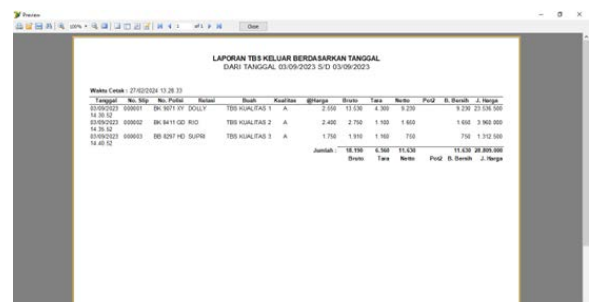 Preview
100%
1 of 1
Close
LAPORAN TBS KELUAR BERDASARKAN TANGGAL
DARI TANGGAL 03/09/2023 S/D 03/09/2023
Waktu Cetak : 27/02/2024 13.28.33
Tanggal No. Slip No. Polisi Relasi Buah Kualitas @Harga Bruto Tara Netto Pot2 B. Bersih J. Harga
03/09/2023 000001 BK 9071 XY DOLLY TBS KUALITAS 1 A 2.550 13.530 4.300 9.230 9.230 23.536.500
14.30.52
03/09/2023 000002 BK 8411 GD RIO TBS KUALITAS 2 A 2.400 2.750 1.100 1.650 1.650 3.960.000
14.35.52
03/09/2023 000003 BB 8297 HD SUPRI TBS KUALITAS 3 A 1.750 1.910 1.160 750 750 1.312.500
14.40.52
Jumlah : 18.190 6.560 11.630 11.630 28.809.000
Bruto Tara Netto Pot2 B. Bersih J. Harga